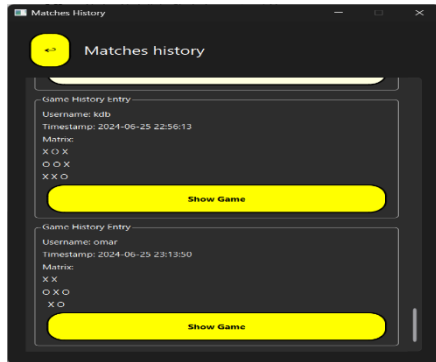 Matches History
Matches history
Game History Entry
Username: kdb
Timestamp: 2024-06-25 22:56:13
Matrix:
X O X
O O X
X X O
Show Game
Game History Entry
Username: omar
Timestamp: 2024-06-25 23:13:50
Matrix:
X X
O X O
X O
Show Game